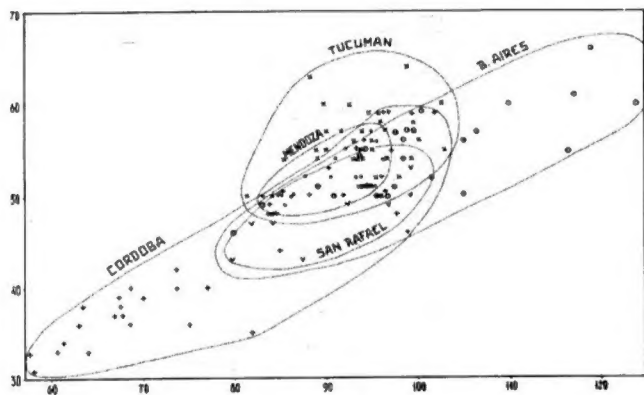 70
TUCUMAN
B. AIRES
60
MENDOZA
50
SAN RAFAEL
CORDOBA
40
30
60 70 80 90 100 110 120